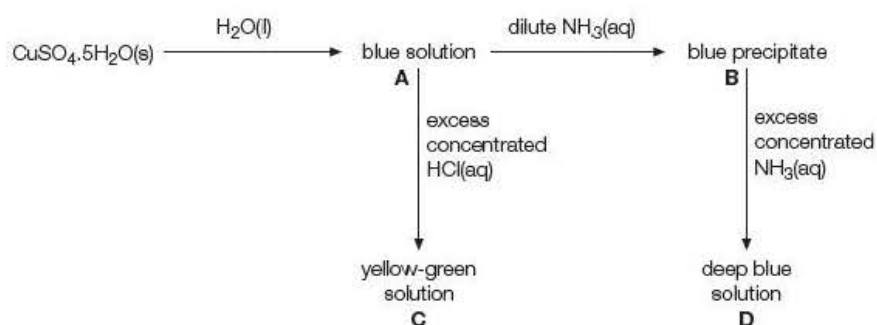 H₂O(l)
dilute NH₃(aq)
CuSO₄.5H₂O(s)
blue solution
blue precipitate
A
B
excess
concentrated
HCl(aq)
excess
concentrated
NH₃(aq)
yellow-green
solution
C
deep blue
solution
D